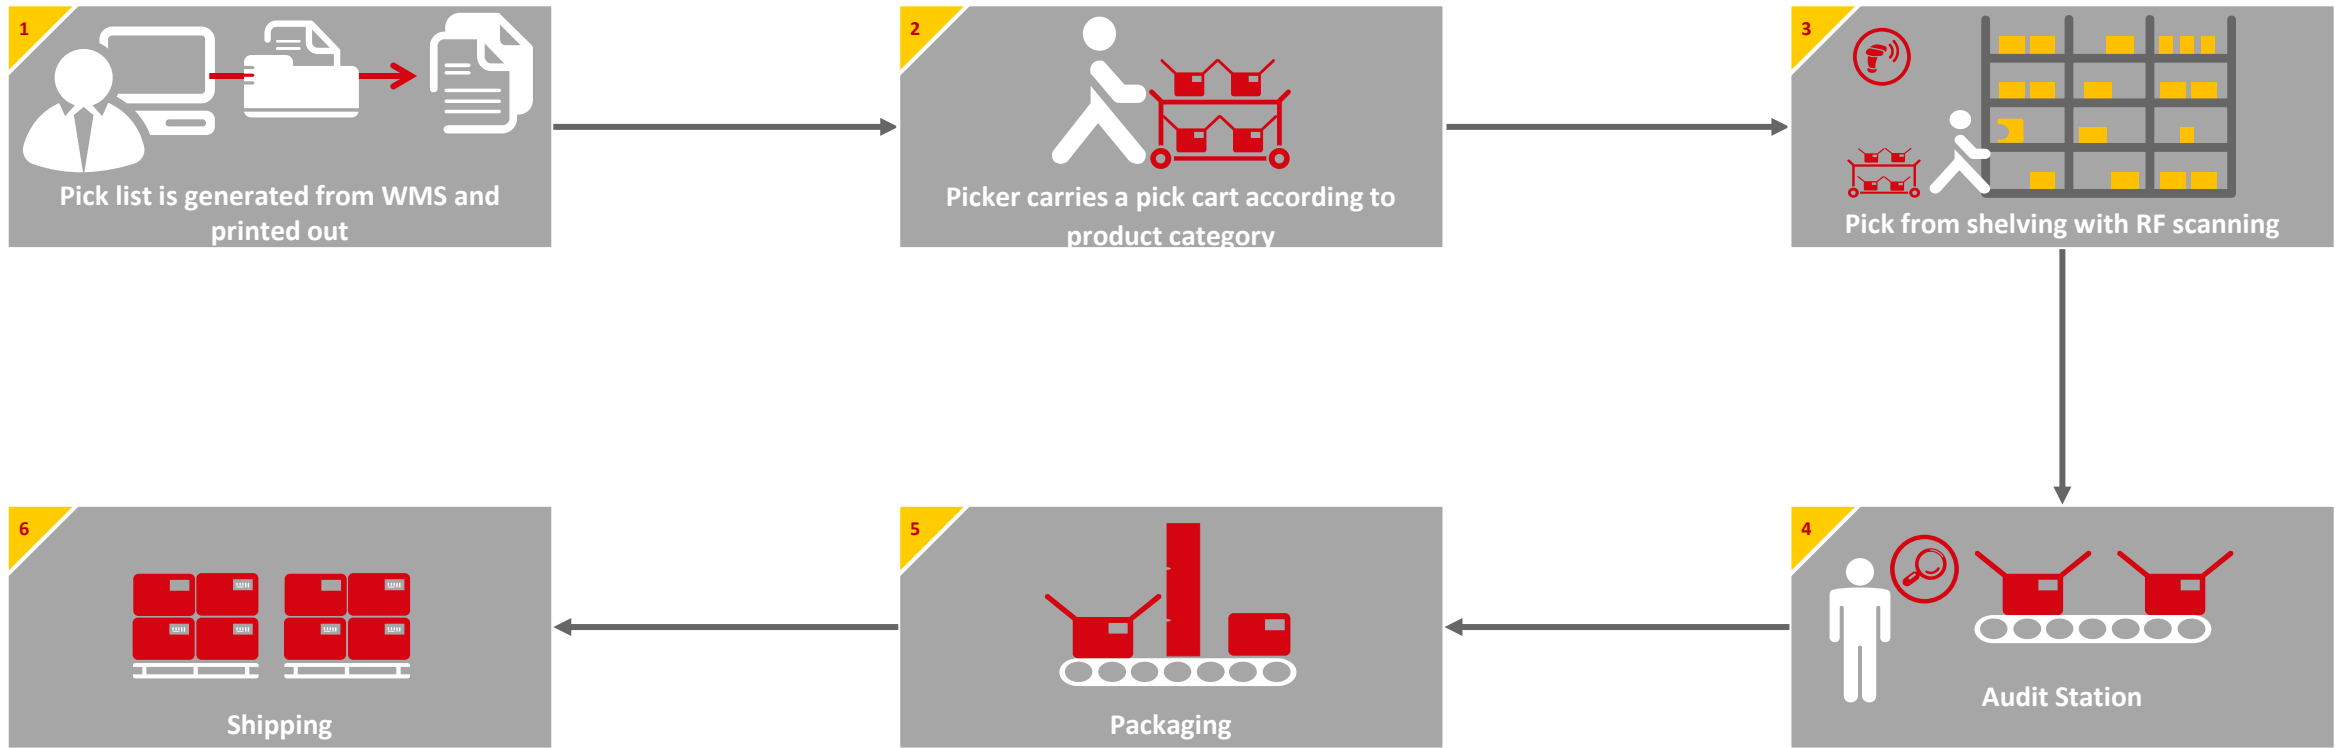 1
Pick list is generated from WMS and
printed out
2
Picker carries a pick cart according to
product category
3
Pick from shelving with RF scanning
4
Audit Station
5
Packaging
6
Shipping